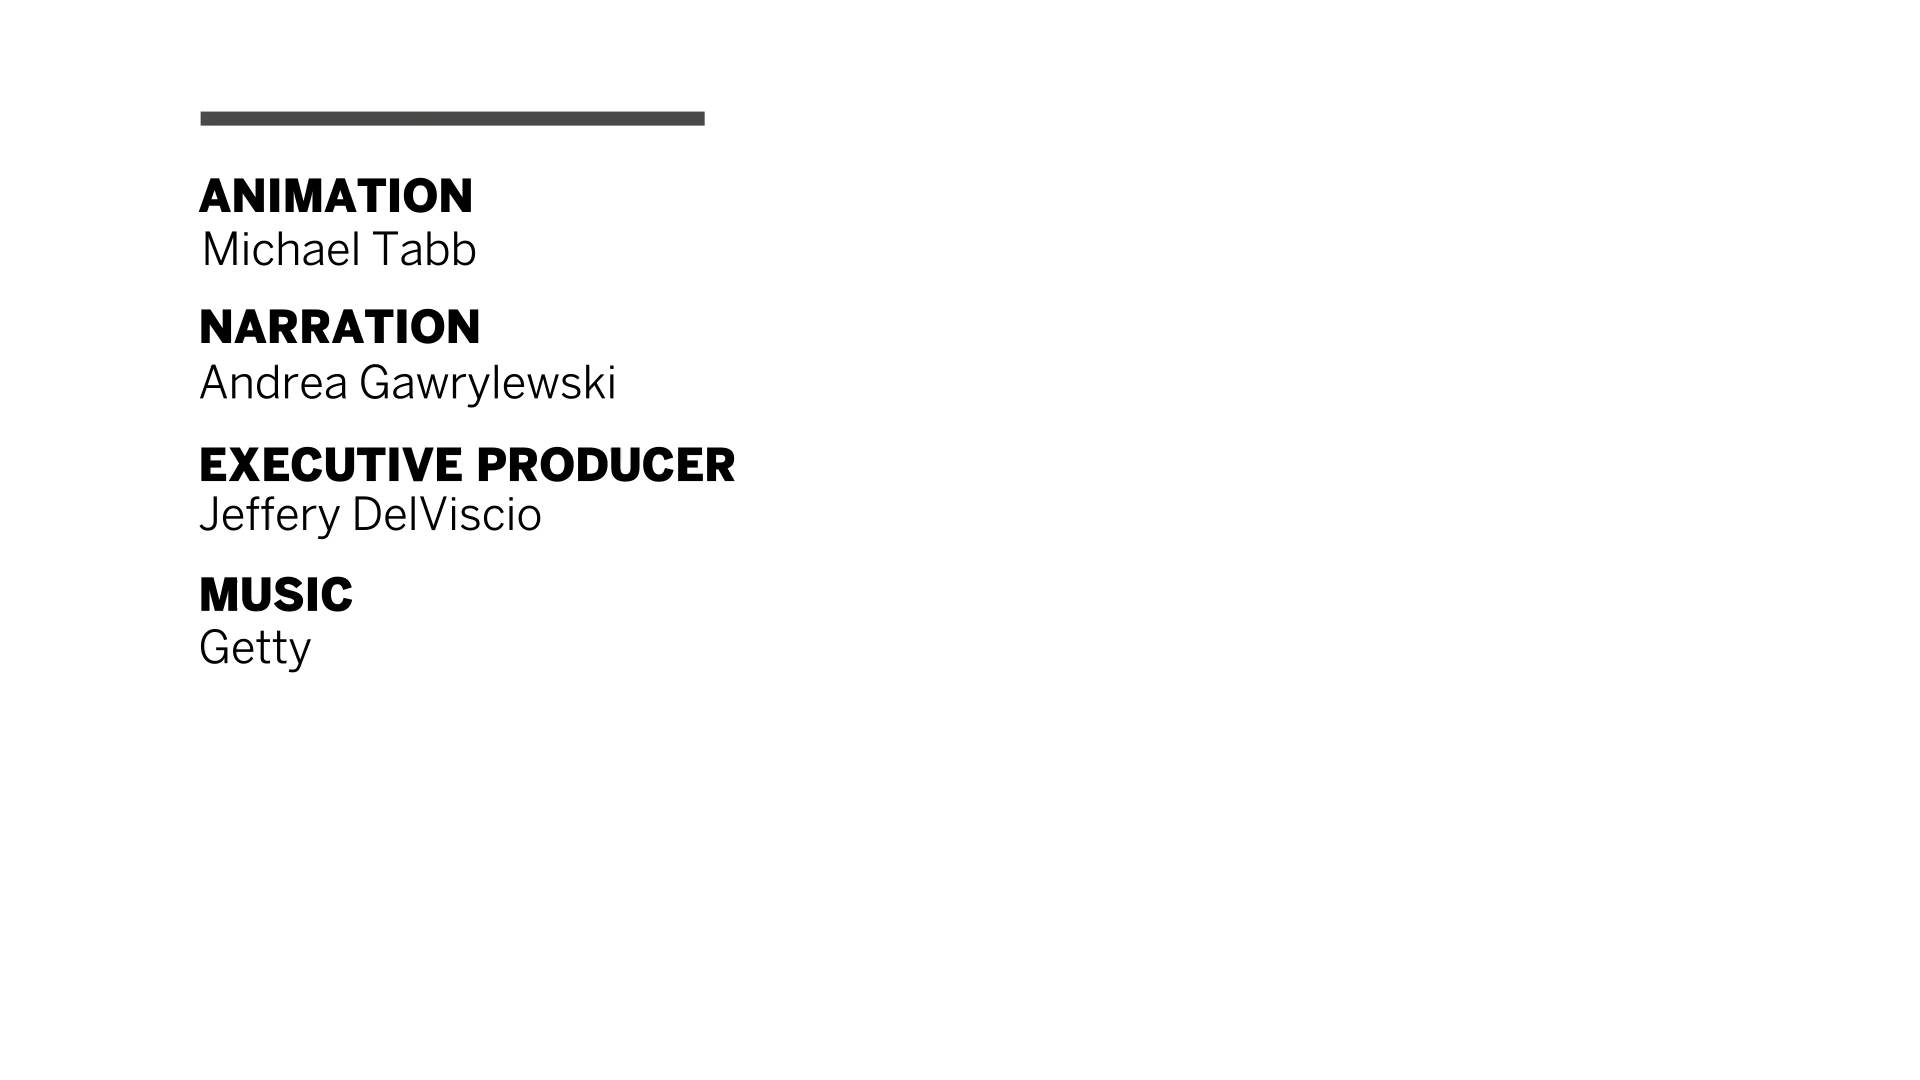 ANIMATION
Michael Tabb
NARRATION
Andrea Gawrylewski
EXECUTIVE PRODUCER
Jeffery DelViscio
MUSIC
Getty